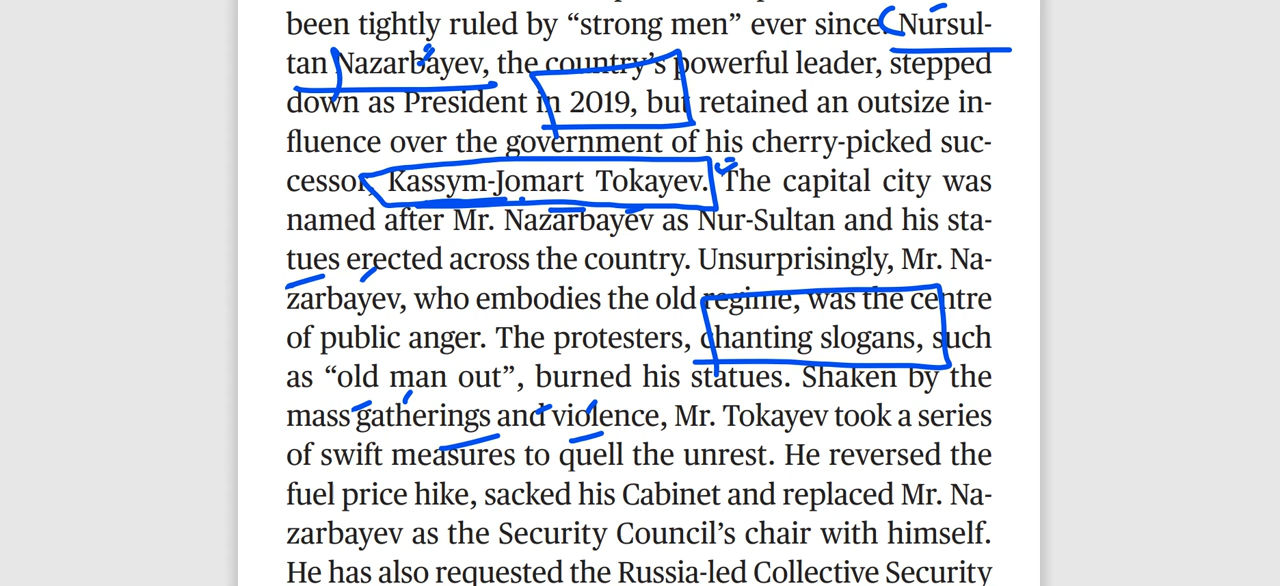 been tightly ruled by “strong men” ever since. Nursul-
tan Nazarbayev, the country’s powerful leader, stepped
down as President in 2019, but retained an outsize in-
fluence over the government of his cherry-picked suc-
cessor, Kassym-Jomart Tokayev. The capital city was
named after Mr. Nazarbayev as Nur-Sultan and his sta-
tues erected across the country. Unsurprisingly, Mr. Na-
zarbayev, who embodies the old regime, was the centre
of public anger. The protesters, chanting slogans, such
as “old man out”, burned his statues. Shaken by the
mass gatherings and violence, Mr. Tokayev took a series
of swift measures to quell the unrest. He reversed the
fuel price hike, sacked his Cabinet and replaced Mr. Na-
zarbayev as the Security Council’s chair with himself.
He has also requested the Russia-led Collective Security